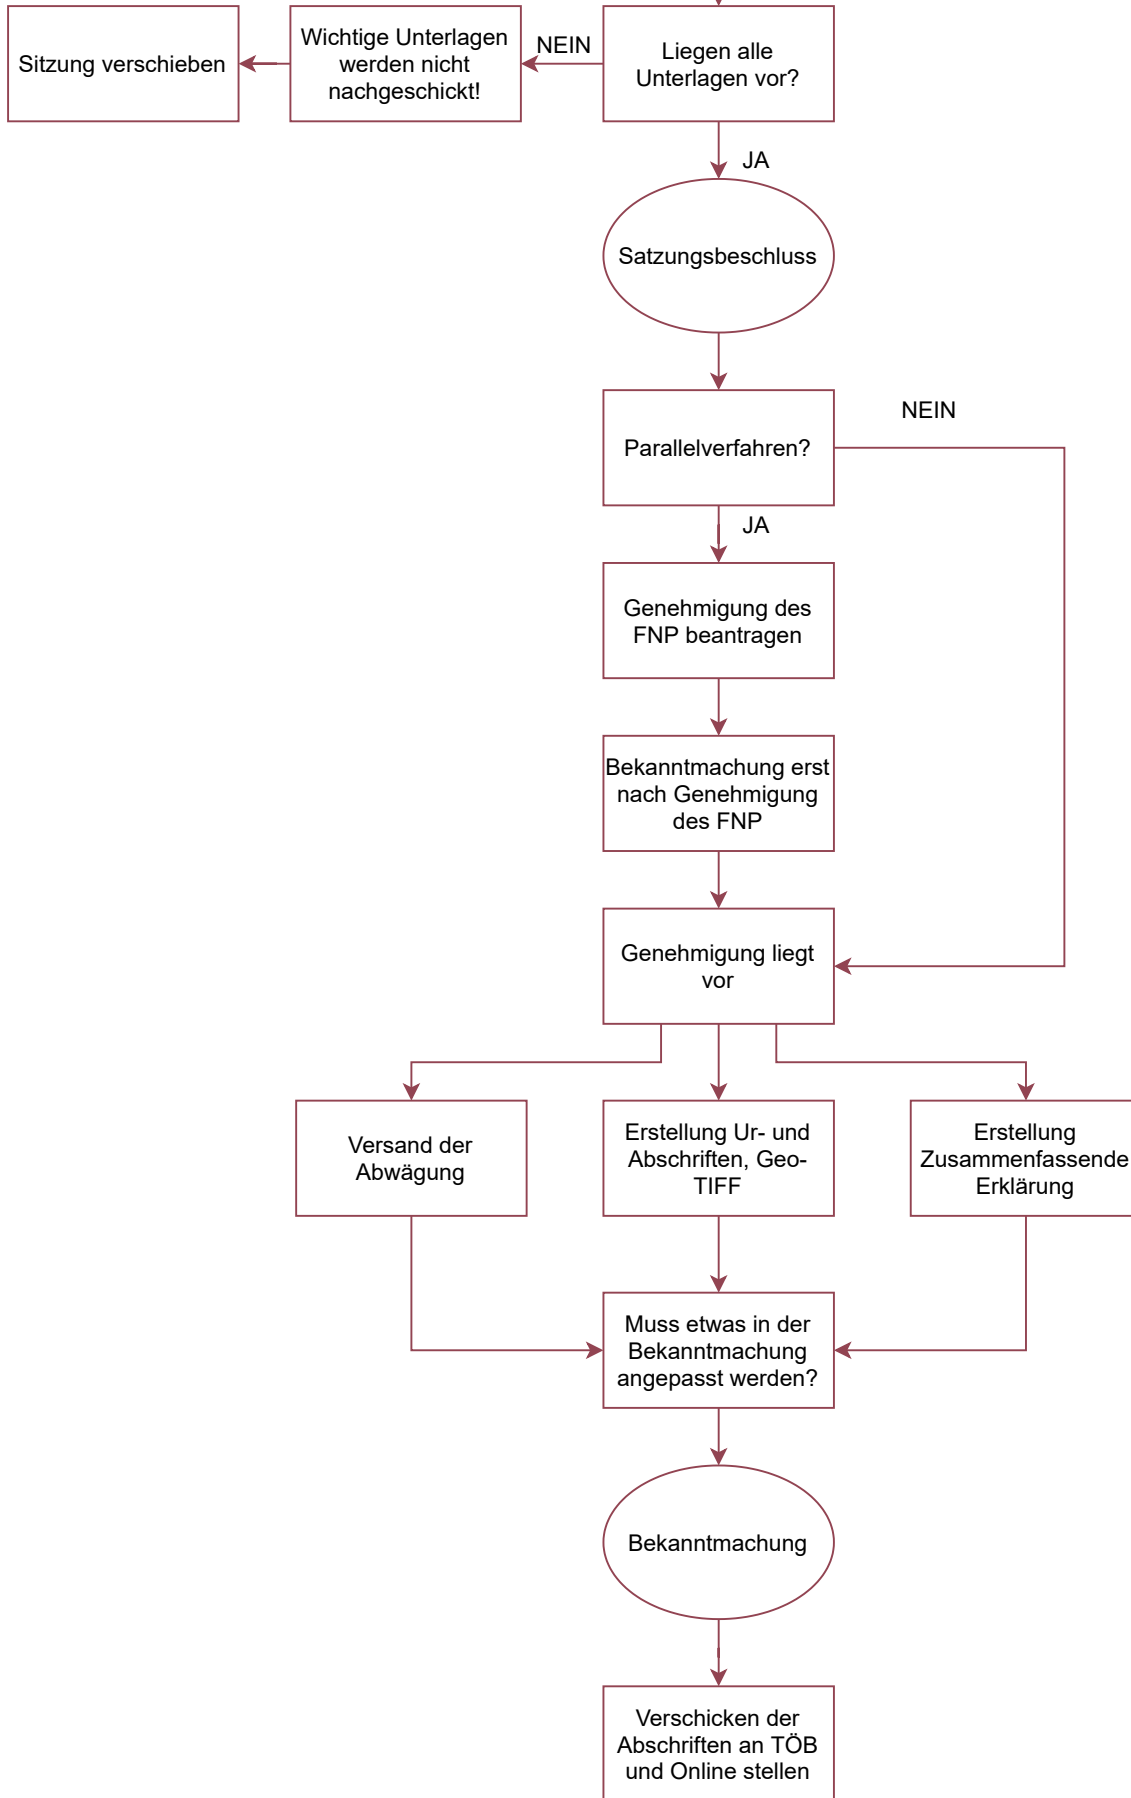 Sitzung verschieben
Wichtige Unterlagen
werden nicht
nachgeschickt!
NEIN
Liegen alle
Unterlagen vor?
JA
Satzungsbeschluss
Parallelverfahren?
NEIN
JA
Genehmigung des
FNP beantragen
Bekanntmachung erst
nach Genehmigung
des FNP
Genehmigung liegt
vor
Versand der
Abwägung
Erstellung Ur- und
Abschriften, Geo-
TIFF
Erstellung
Zusammenfassende
Erklärung
Muss etwas in der
Bekanntmachung
angepasst werden?
Bekanntmachung
Verschicken der
Abschriften an TÖB
und Online stellen